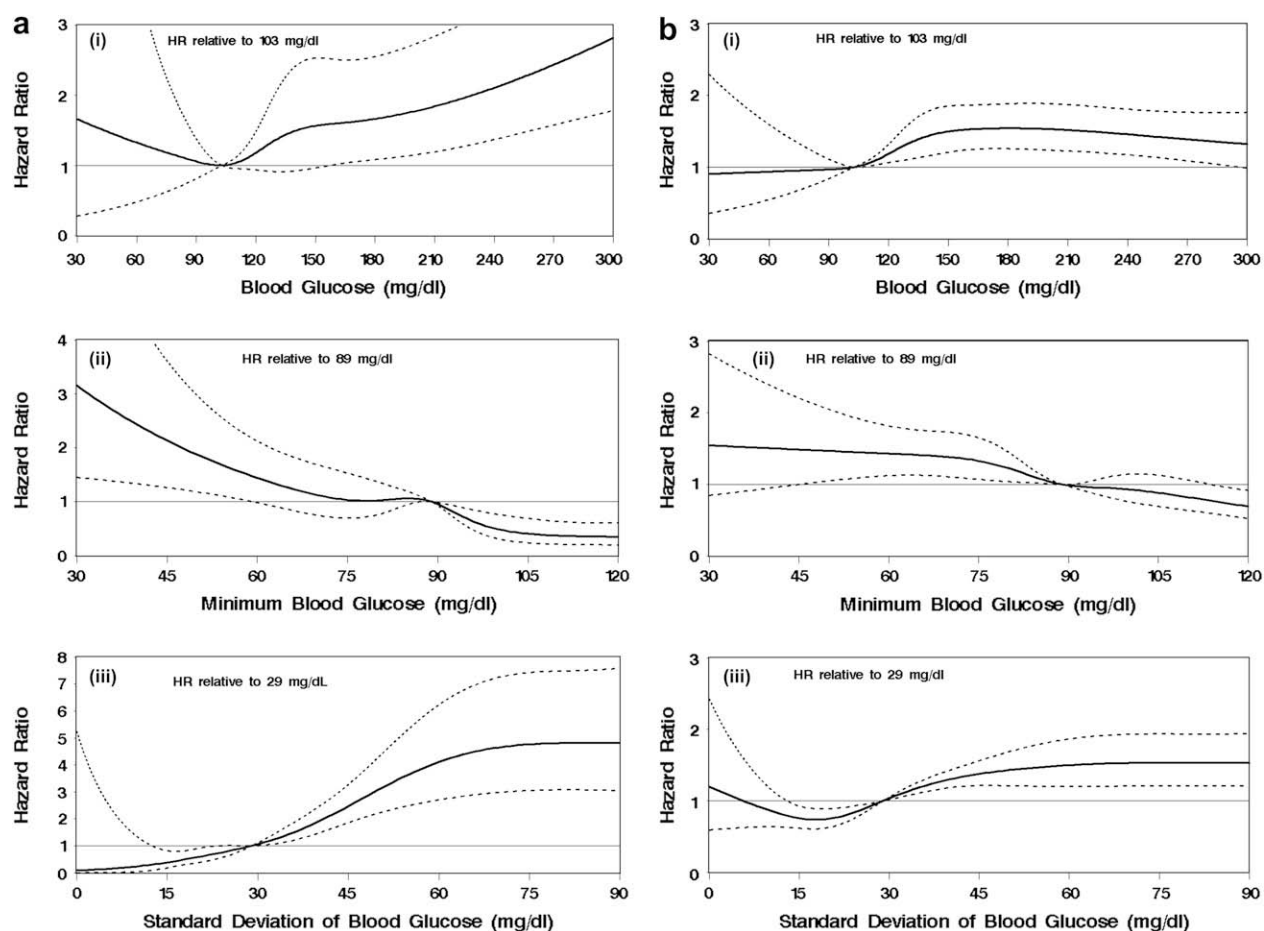 a
(i)
HR relative to 103 mg/dl
Hazard Ratio
3
2
1
0
30 60 90 120 150 180 210 240 270 300
Blood Glucose (mg/dl)
(ii)
HR relative to 89 mg/dl
Hazard Ratio
4
3
2
1
0
30 45 60 75 90 105 120
Minimum Blood Glucose (mg/dl)
(iii)
HR relative to 29 mg/dL
Hazard Ratio
8
7
6
5
4
3
2
1
0
0 15 30 45 60 75 90
Standard Deviation of Blood Glucose (mg/dl)
b
(i)
HR relative to 103 mg/dl
Hazard Ratio
3
2
1
0
30 60 90 120 150 180 210 240 270 300
Blood Glucose (mg/dl)
(ii)
HR relative to 89 mg/dl
Hazard Ratio
3
2
1
0
30 45 60 75 90 105 120
Minimum Blood Glucose (mg/dl)
(iii)
HR relative to 29 mg/dl
Hazard Ratio
3
2
1
0
0 15 30 45 60 75 90
Standard Deviation of Blood Glucose (mg/dl)